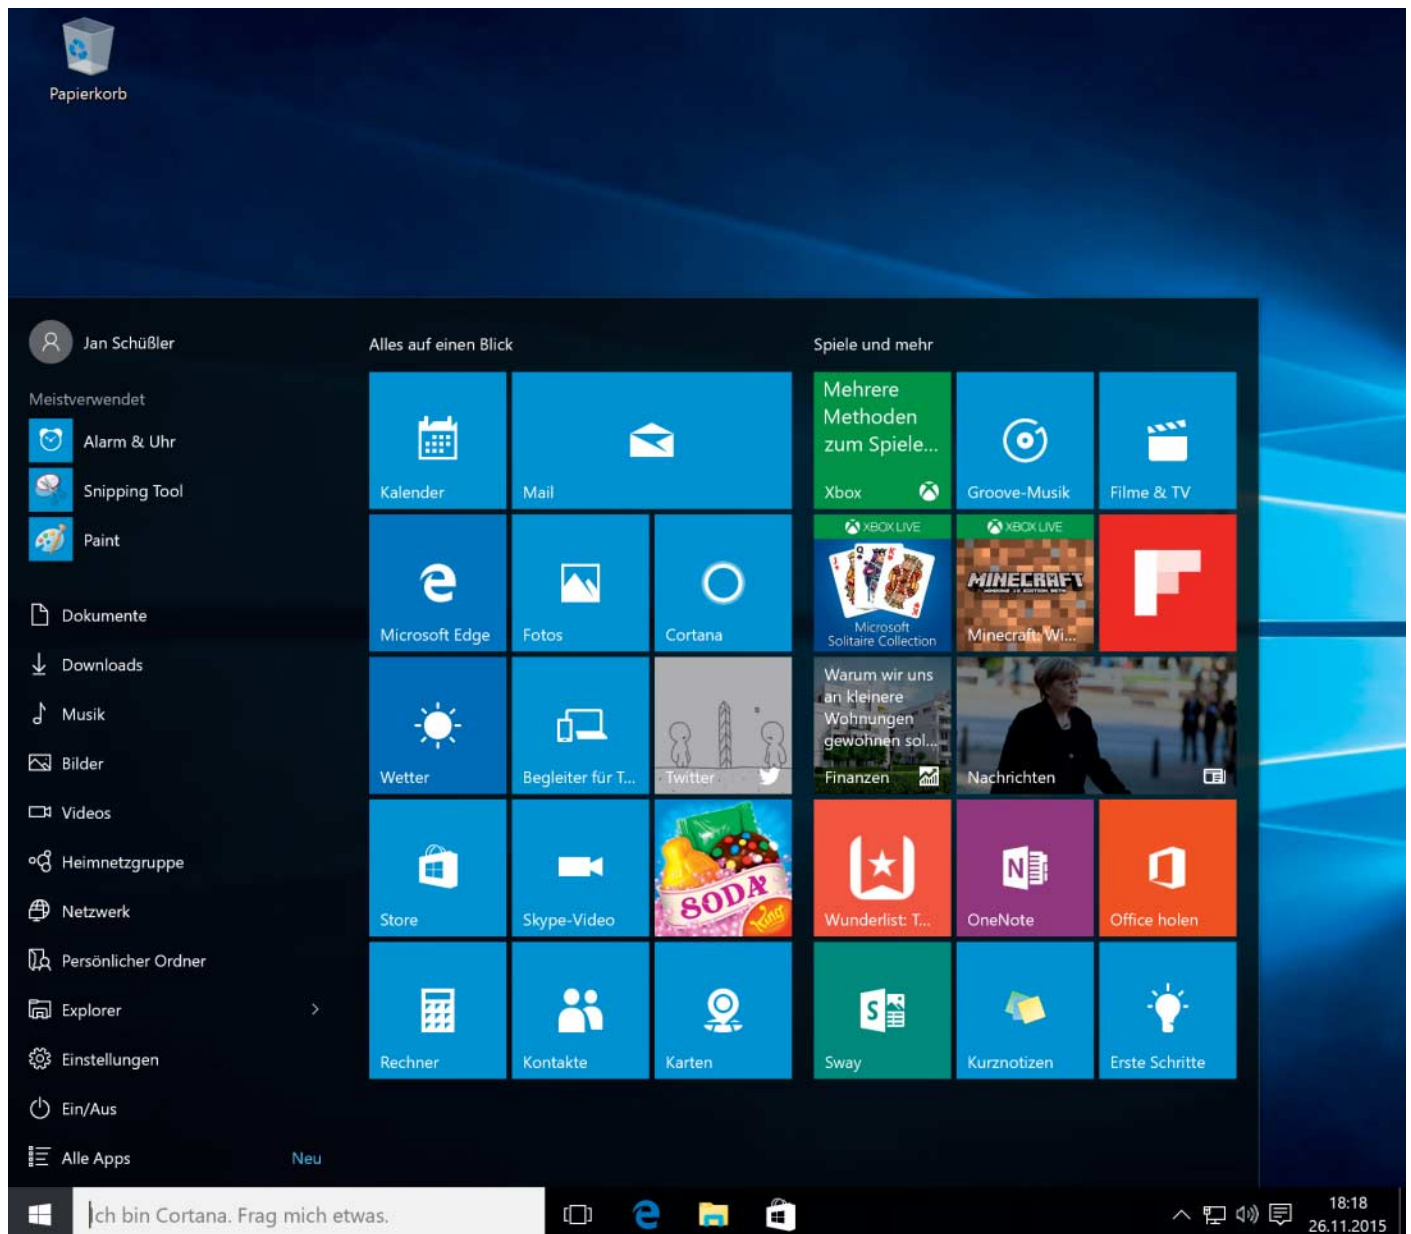 Papierkorb
Jan Schüßler
Meistverwendet
Alarm & Uhr
Snipping Tool
Paint
Dokumente
Downloads
Musik
Bilder
Videos
Heimnetzgruppe
Netzwerk
Persönlicher Ordner
Explorer
Einstellungen
Ein/Aus
Alle Apps
Neu
Alles auf einen Blick
Kalender
Mail
Microsoft Edge
Fotos
Cortana
Wetter
Begleiter für T...
Twitter
Store
Skype-Video
SODA
King
Rechner
Kontakte
Karten
Spiele und mehr
Mehrere
Methoden
zum Spiele...
Xbox
Groove-Musik
Filme & TV
XBOX LIVE
Microsoft
Solitaire Collection
XBOX LIVE
MINECRAFT
WINDOWS 10 EDITION BETA
Minecraft: Wi...
Warum wir uns
an kleinere
Wohnungen
gewöhnen sol...
Finanzen
Nachrichten
Wunderlist: T...
OneNote
Office holen
Sway
Kurznotizen
Erste Schritte
Ich bin Cortana. Frag mich etwas.
18:18
26.11.2015